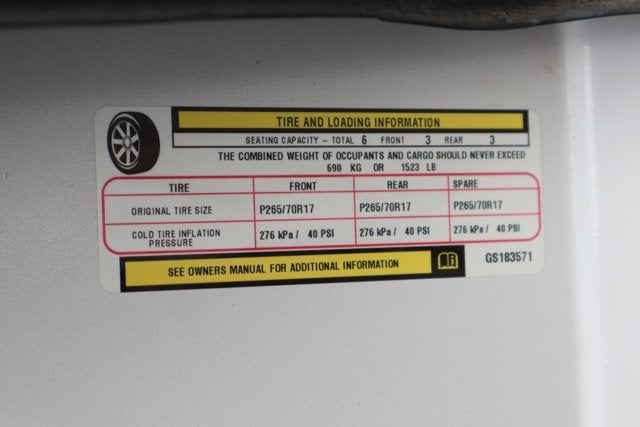 TIRE AND LOADING INFORMATION
SEATING CAPACITY – TOTAL 6 FRONT 3 REAR 3
THE COMBINED WEIGHT OF OCCUPANTS AND CARGO SHOULD NEVER EXCEED
690 KG OR 1523 LB
TIRE FRONT REAR SPARE
ORIGINAL TIRE SIZE P265/70R17 P265/70R17 P265/70R17
COLD TIRE INFLATION
PRESSURE 276 kPa / 40 PSI 276 kPa / 40 PSI 276 kPa / 40 PSI
SEE OWNERS MANUAL FOR ADDITIONAL INFORMATION GS183571